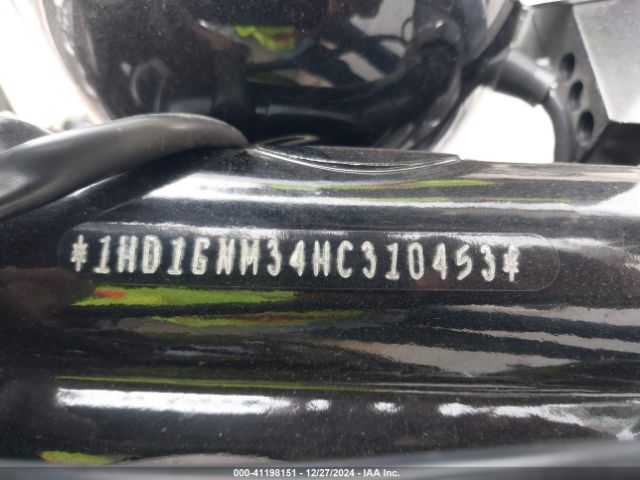 *1HD1GNM34HC310453*
000-41198151 | 12/27/2024 - IAA Inc.